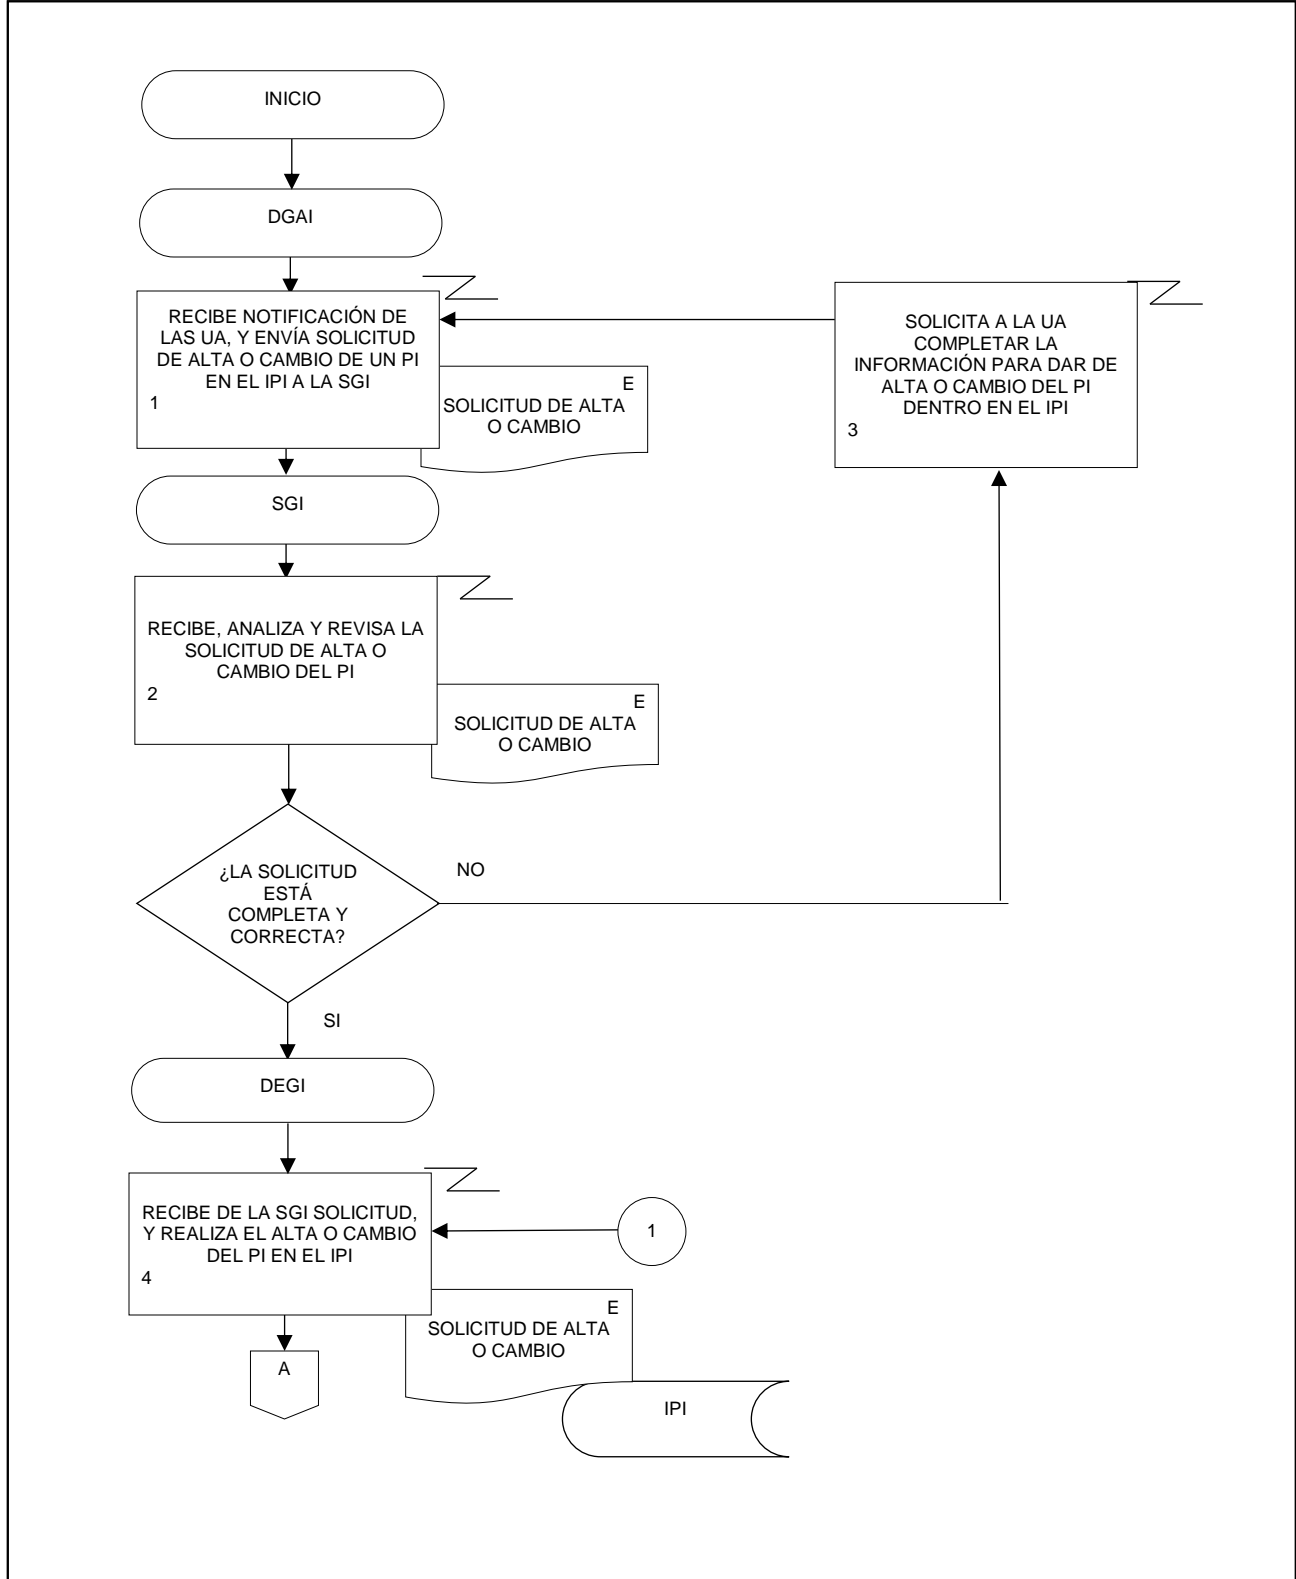 INICIO
DGAI
RECIBE NOTIFICACIÓN DE
LAS UA, Y ENVÍA SOLICITUD
DE ALTA O CAMBIO DE UN PI
EN EL IPI A LA SGI
1
E
SOLICITUD DE ALTA
O CAMBIO
SOLICITA A LA UA
COMPLETAR LA
INFORMACIÓN PARA DAR DE
ALTA O CAMBIO DEL PI
DENTRO EN EL IPI
3
SGI
RECIBE, ANALIZA Y REVISA LA
SOLICITUD DE ALTA O
CAMBIO DEL PI
2
E
SOLICITUD DE ALTA
O CAMBIO
¿LA SOLICITUD
ESTÁ
COMPLETA Y
CORRECTA?
NO
SI
DEGI
RECIBE DE LA SGI SOLICITUD,
Y REALIZA EL ALTA O CAMBIO
DEL PI EN EL IPI
4
1
E
SOLICITUD DE ALTA
O CAMBIO
A
IPI